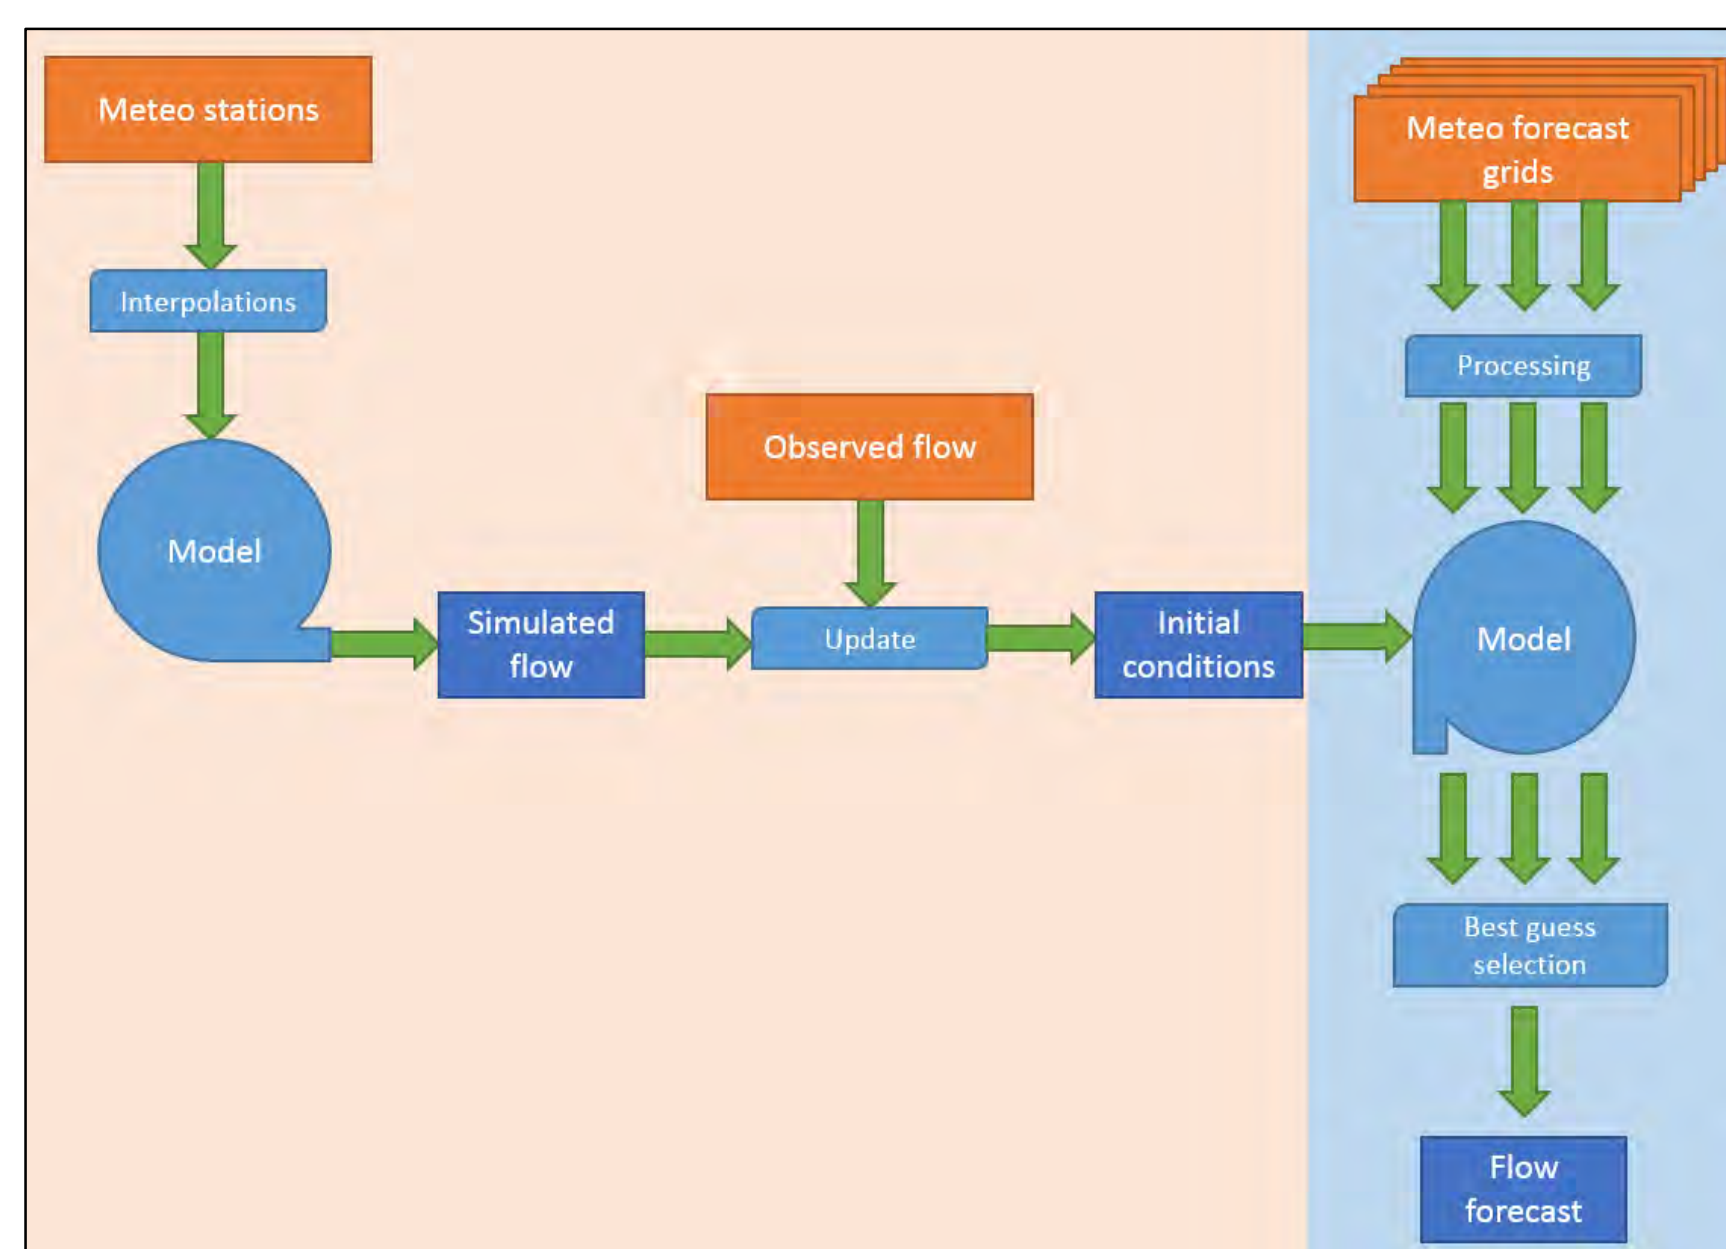 Meteo stations
Interpolations
Model
Simulated
flow
Observed flow
Update
Initial
conditions
Meteo forecast
grids
Processing
Model
Best guess
selection
Flow
forecast